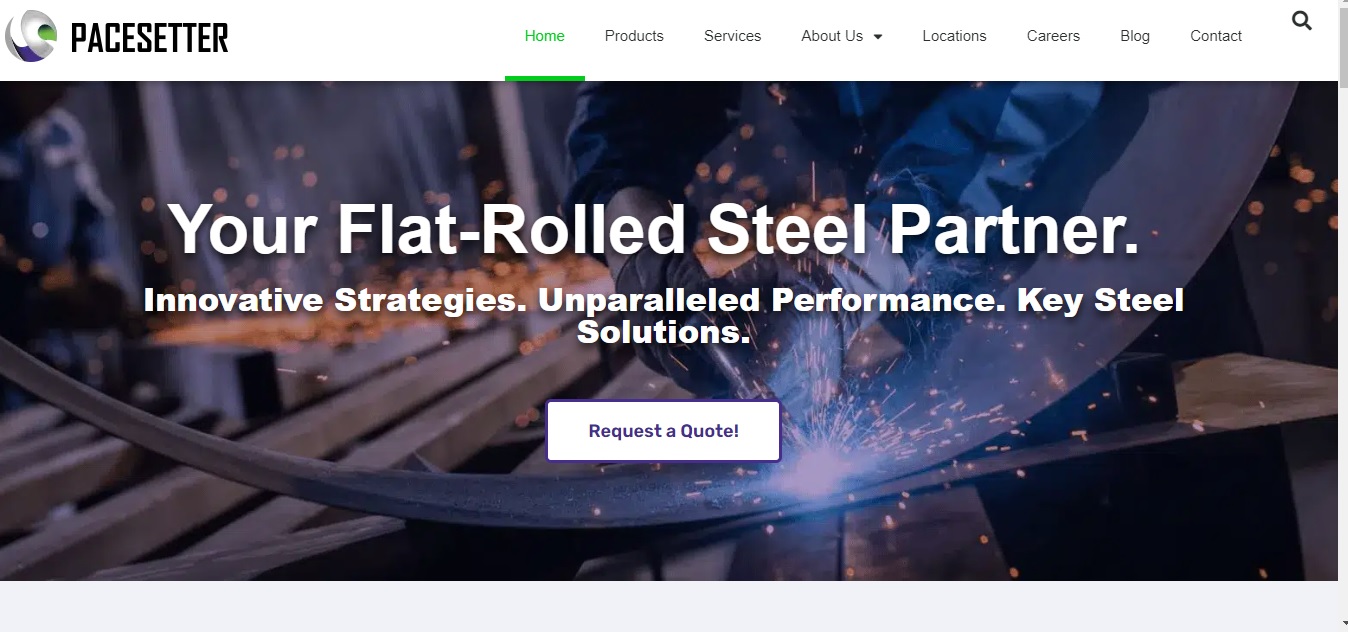 PACESETTER
Home
Products
Services
About Us
Locations
Careers
Blog
Contact
Your Flat-Rolled Steel Partner.
Innovative Strategies. Unparalleled Performance. Key Steel
Solutions.
Request a Quote!